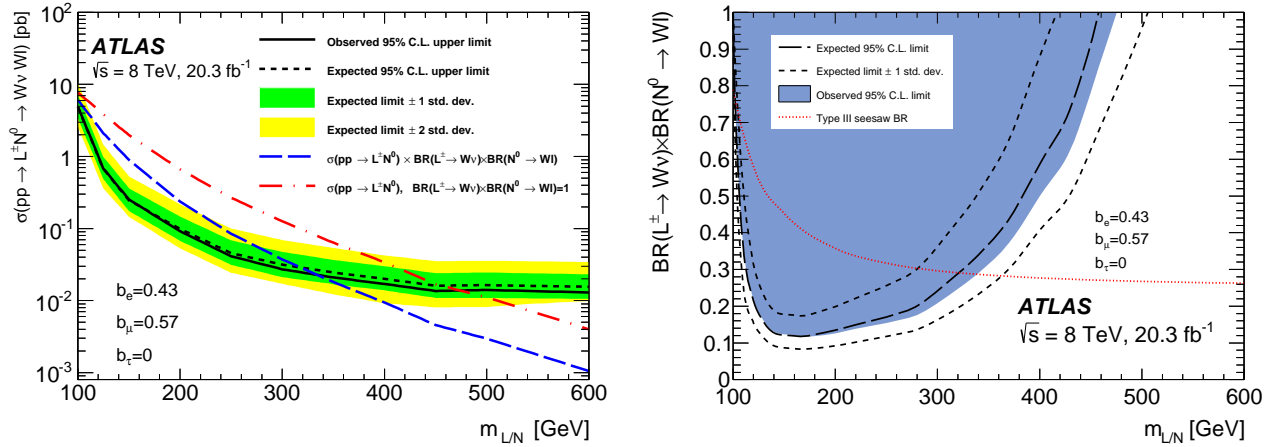 σ(pp → L±N⁰ → Wν Wl) [pb]
10²
10
1
10⁻¹
10⁻²
10⁻³
ATLAS
√s = 8 TeV, 20.3 fb⁻¹
Observed 95% C.L. upper limit
Expected 95% C.L. upper limit
Expected limit ± 1 std. dev.
Expected limit ± 2 std. dev.
σ(pp → L±N⁰) × BR(L±→ Wν)×BR(N⁰ → Wl)
σ(pp → L±N⁰), BR(L±→ Wν)×BR(N⁰ → Wl)=1
b_e=0.43
b_μ=0.57
b_τ=0
100 200 300 400 500 600
m_L/N [GeV]
BR(L± → Wν)×BR(N⁰ → Wl)
1
0.9
0.8
0.7
0.6
0.5
0.4
0.3
0.2
0.1
0
Expected 95% C.L. limit
Expected limit ± 1 std. dev.
Observed 95% C.L. limit
Type III seesaw BR
b_e=0.43
b_μ=0.57
b_τ=0
ATLAS
√s = 8 TeV, 20.3 fb⁻¹
100 200 300 400 500 600
m_L/N [GeV]